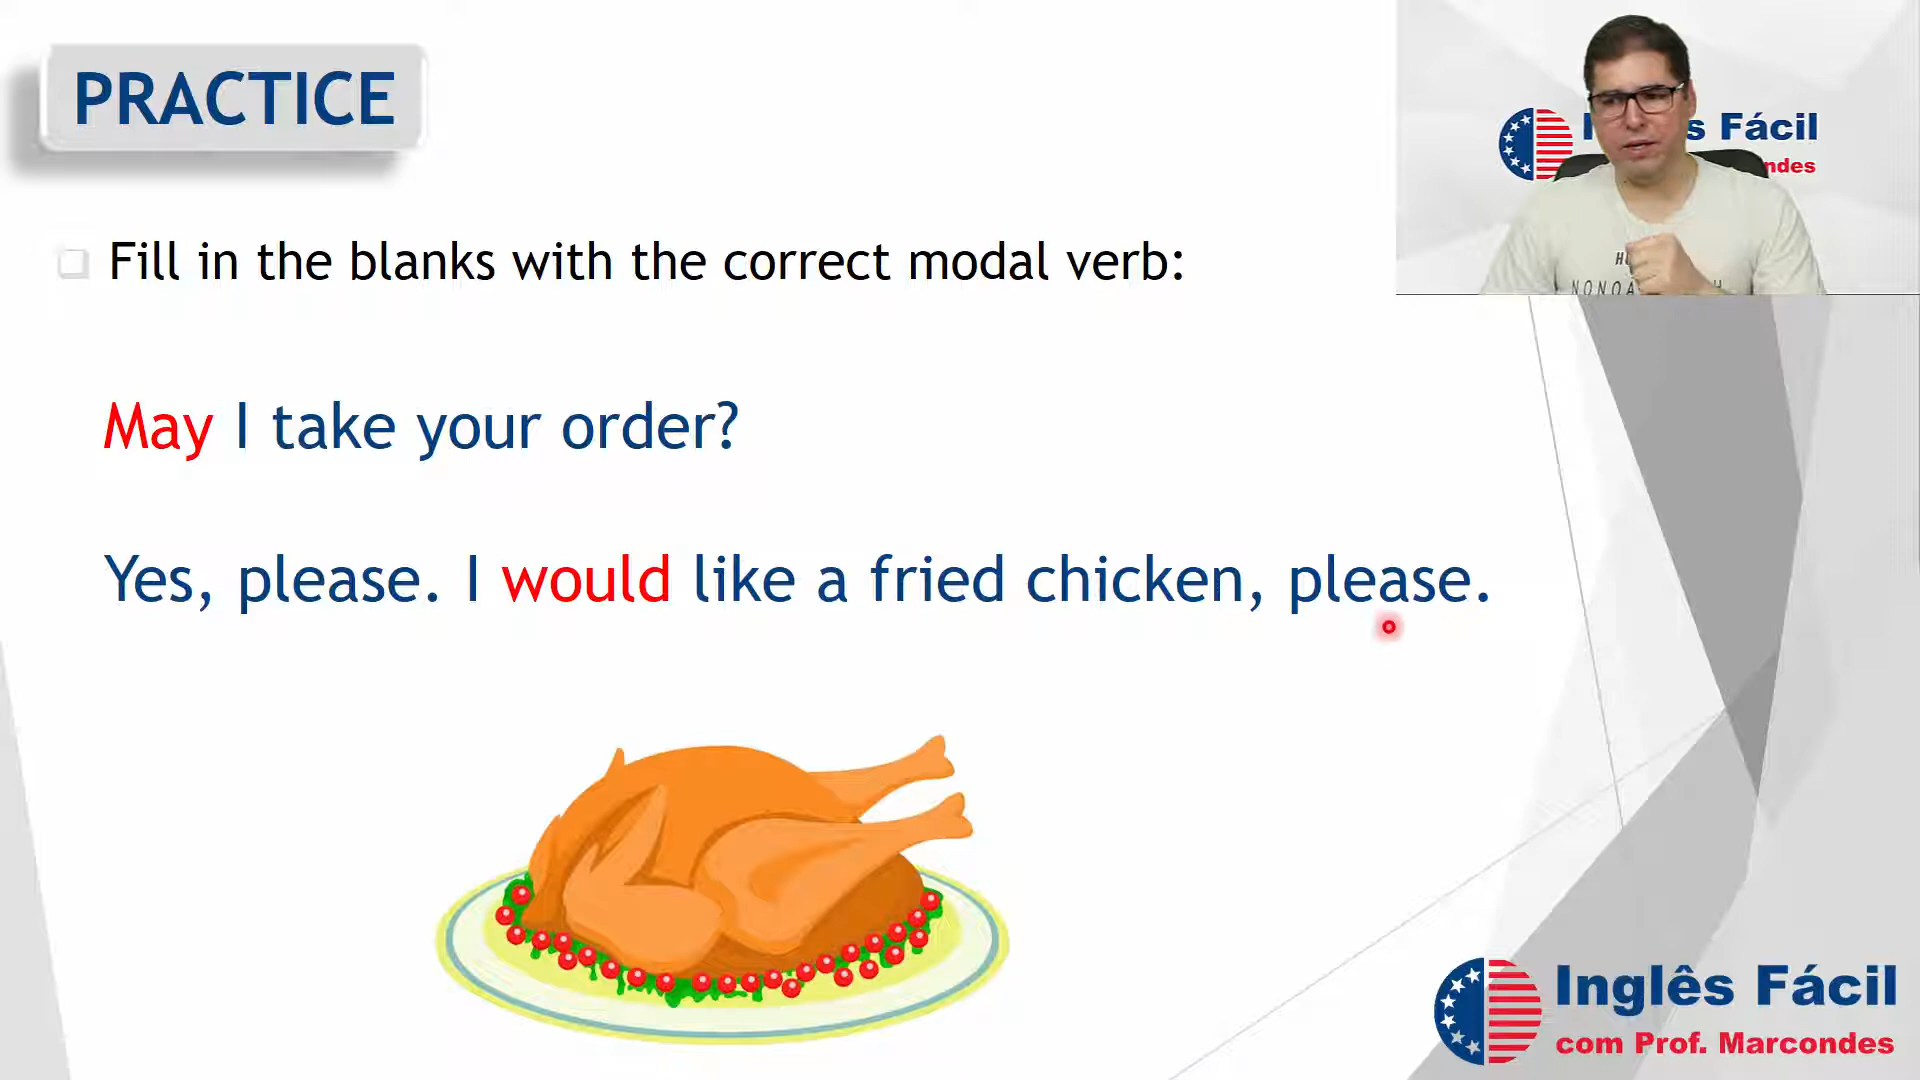 PRACTICE
Fill in the blanks with the correct modal verb:
May I take your order?
Yes, please. I would like a fried chicken, please.
s Fácil
ndes
Inglês Fácil
com Prof. Marcondes